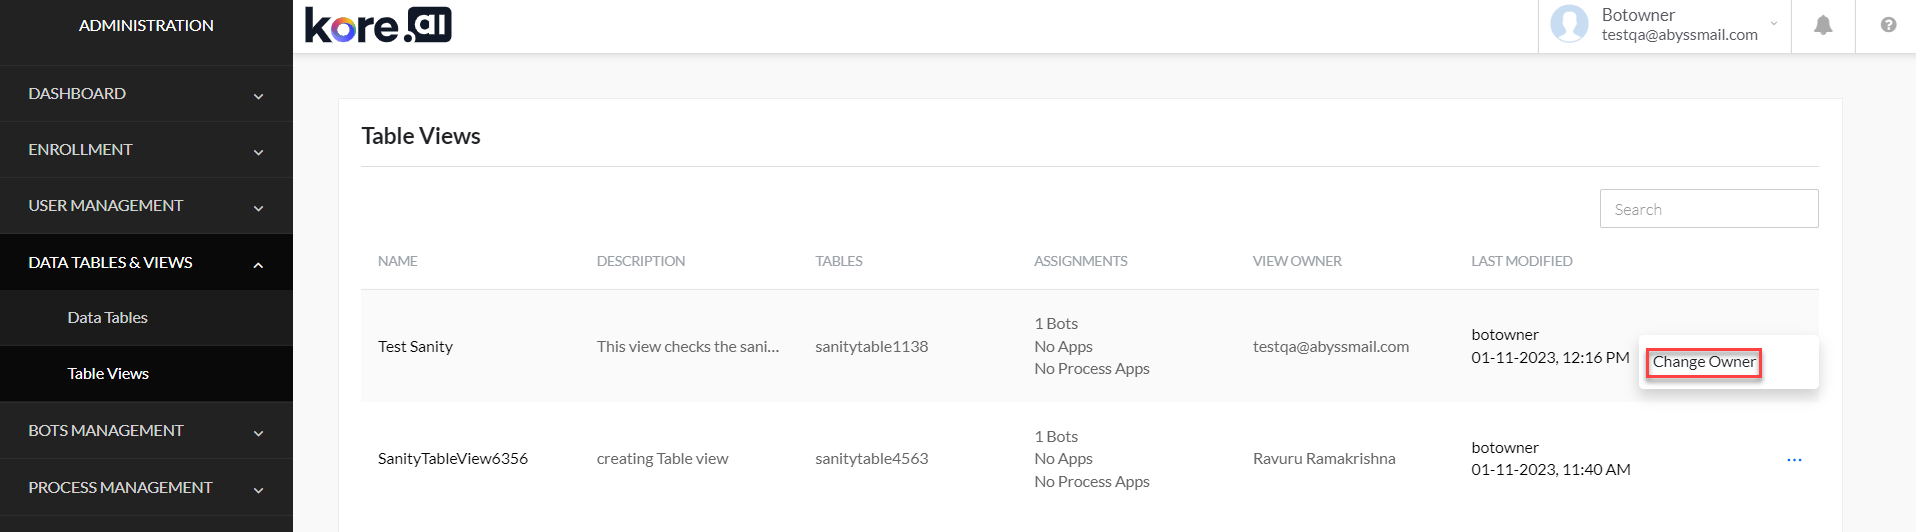 ADMINISTRATION
DASHBOARD
ENROLLMENT
USER MANAGEMENT
DATA TABLES & VIEWS
Data Tables
Table Views
BOTS MANAGEMENT
PROCESS MANAGEMENT
kore.ai
Botowner
testqa@abyssmail.com
?
Table Views
Search
NAME DESCRIPTION TABLES ASSIGNMENTS VIEW OWNER LAST MODIFIED
Test Sanity This view checks the sani... sanitytable1138 1 Bots
No Apps
No Process Apps testqa@abyssmail.com botowner
01-11-2023, 12:16 PM Change Owner
SanityTableView6356 creating Table view sanitytable4563 1 Bots
No Apps
No Process Apps Ravuru Ramakrishna botowner
01-11-2023, 11:40 AM ...